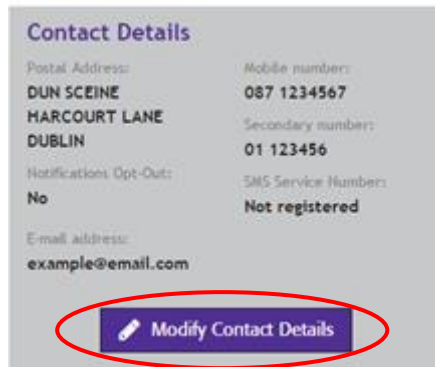 Contact Details
Postal Address:
DUN SCEINE
HARCOURT LANE
DUBLIN
Notifications Opt-Out:
No
E-mail address:
example@email.com
Mobile number:
087 1234567
Secondary number:
01 123456
SMS Service Number:
Not registered
Modify Contact Details